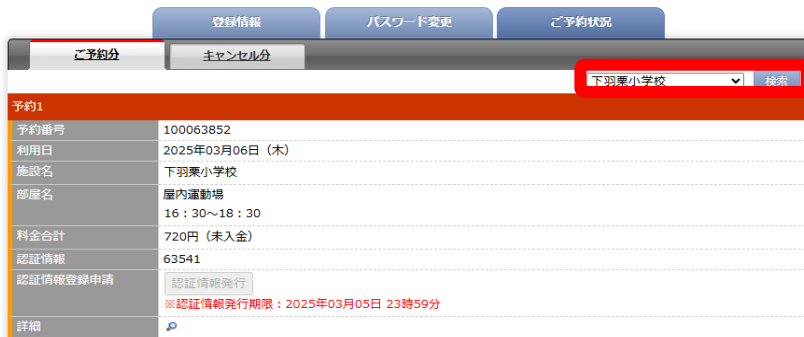 登録情報 パスワード変更 ご予約状況
ご予約分 キャンセル分
下羽栗小学校 検索
予約1
予約番号 100063852
利用日 2025年03月06日（木）
施設名 下羽栗小学校
部屋名 屋内運動場
16：30～18：30
料金合計 720円（未入金）
認証情報 63541
認証情報登録申請 認証情報発行
※認証情報発行期限：2025年03月05日 23時59分
詳細